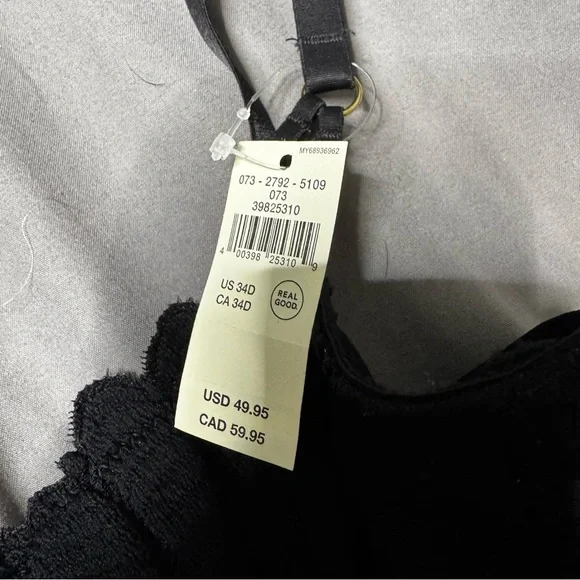 MY68936962
073 - 2792 - 5109
073
39825310
4 00398 25310 9
US 34D
CA 34D
REAL
GOOD.
USD 49.95
CAD 59.95